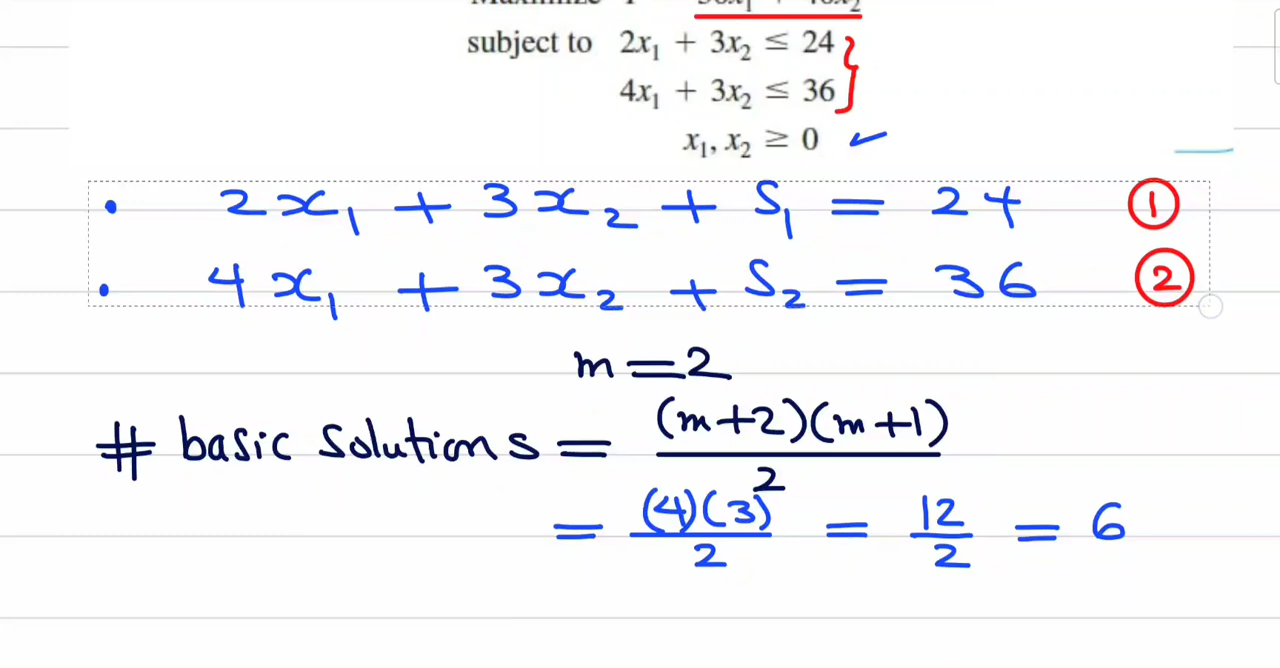 subject to 2x₁ + 3x₂ ≤ 24
4x₁ + 3x₂ ≤ 36
x₁, x₂ ≥ 0
• 2x₁ + 3x₂ + S₁ = 24 ①
• 4x₁ + 3x₂ + S₂ = 36 ②
m = 2
# basic solutions = (m+2)(m+1) / 2
= (4)(3) / 2 = 12 / 2 = 6